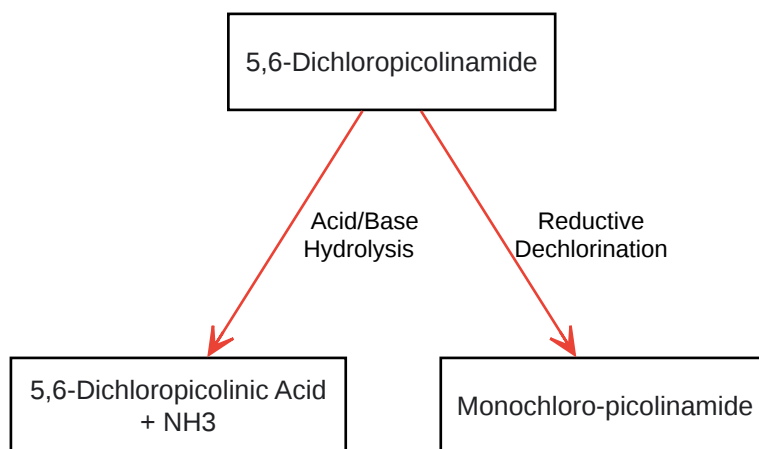 5,6-Dichloropicolinamide
Acid/Base
Hydrolysis
Reductive
Dechlorination
5,6-Dichloropicolinic Acid
+ NH3
Monochloro-picolinamide